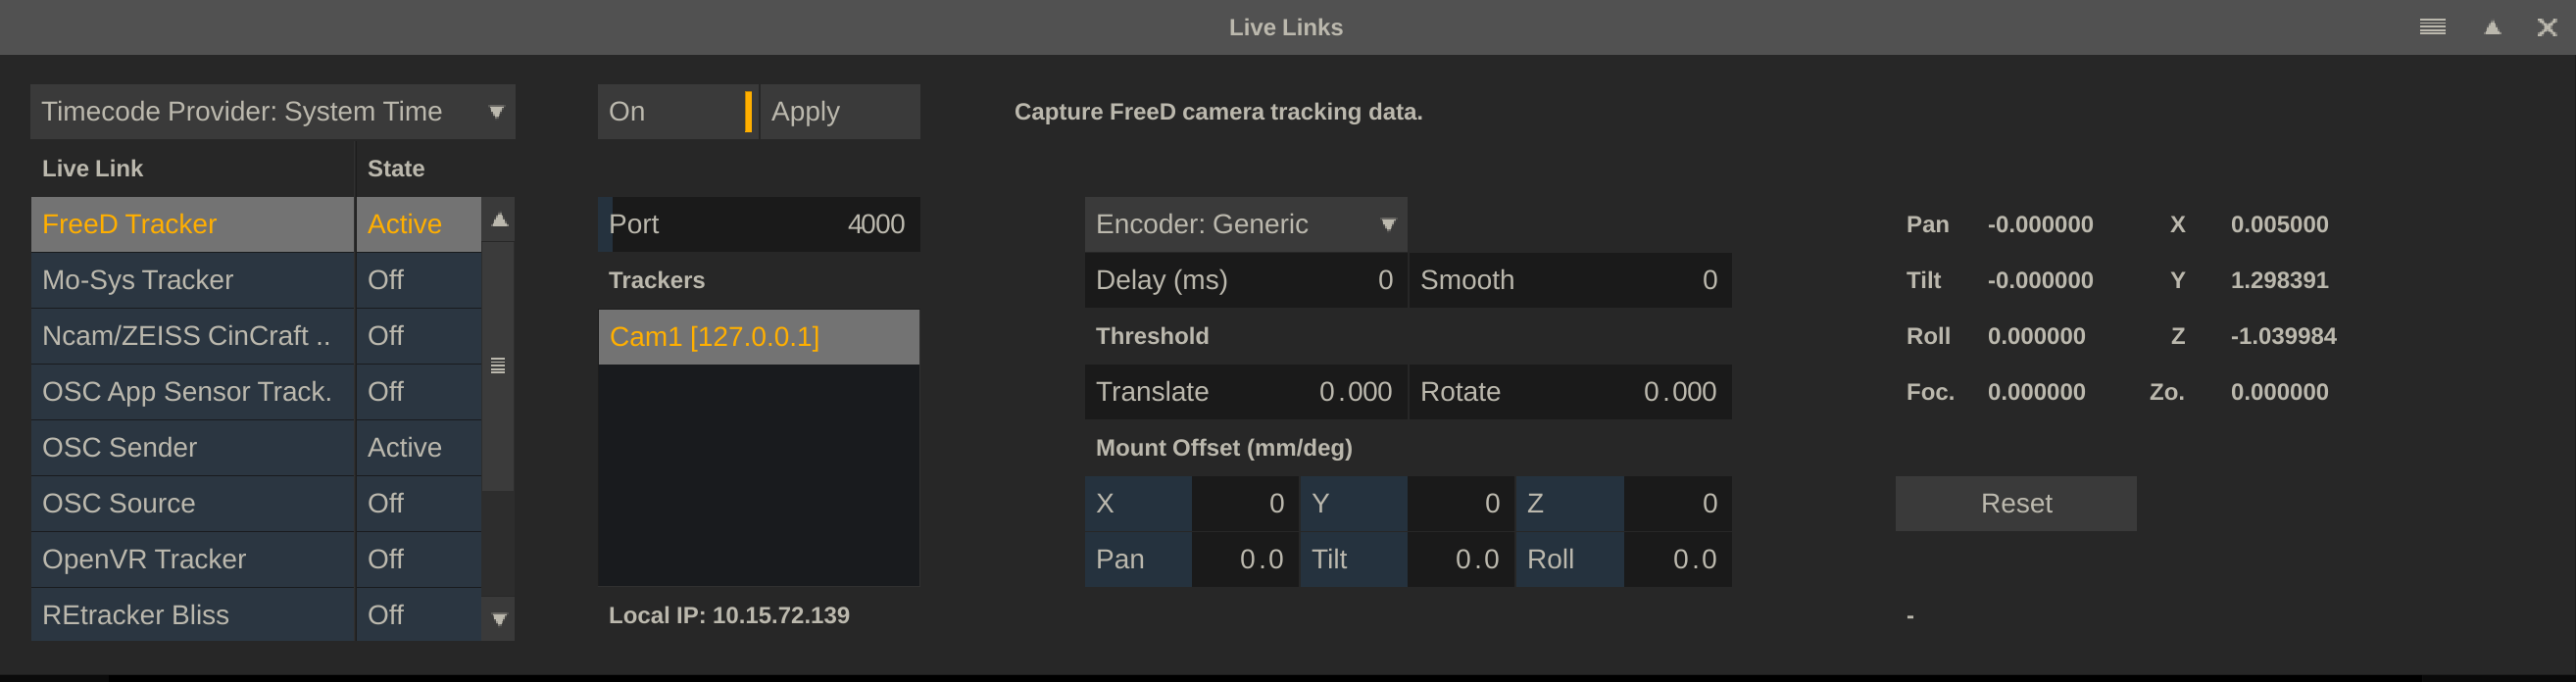 Live Links
Timecode Provider: System Time
On
Apply
Capture FreeD camera tracking data.
Live Link State
FreeD Tracker Active
Mo-Sys Tracker Off
Ncam/ZEISS CinCraft .. Off
OSC App Sensor Track. Off
OSC Sender Active
OSC Source Off
OpenVR Tracker Off
REtracker Bliss Off
Port 4000
Trackers
Cam1 [127.0.0.1]
Local IP: 10.15.72.139
Encoder: Generic
Delay (ms) 0 Smooth 0
Threshold
Translate 0.000 Rotate 0.000
Mount Offset (mm/deg)
X 0 Y 0 Z 0
Pan 0.0 Tilt 0.0 Roll 0.0
Pan -0.000000 X 0.005000
Tilt -0.000000 Y 1.298391
Roll 0.000000 Z -1.039984
Foc. 0.000000 Zo. 0.000000
Reset
-